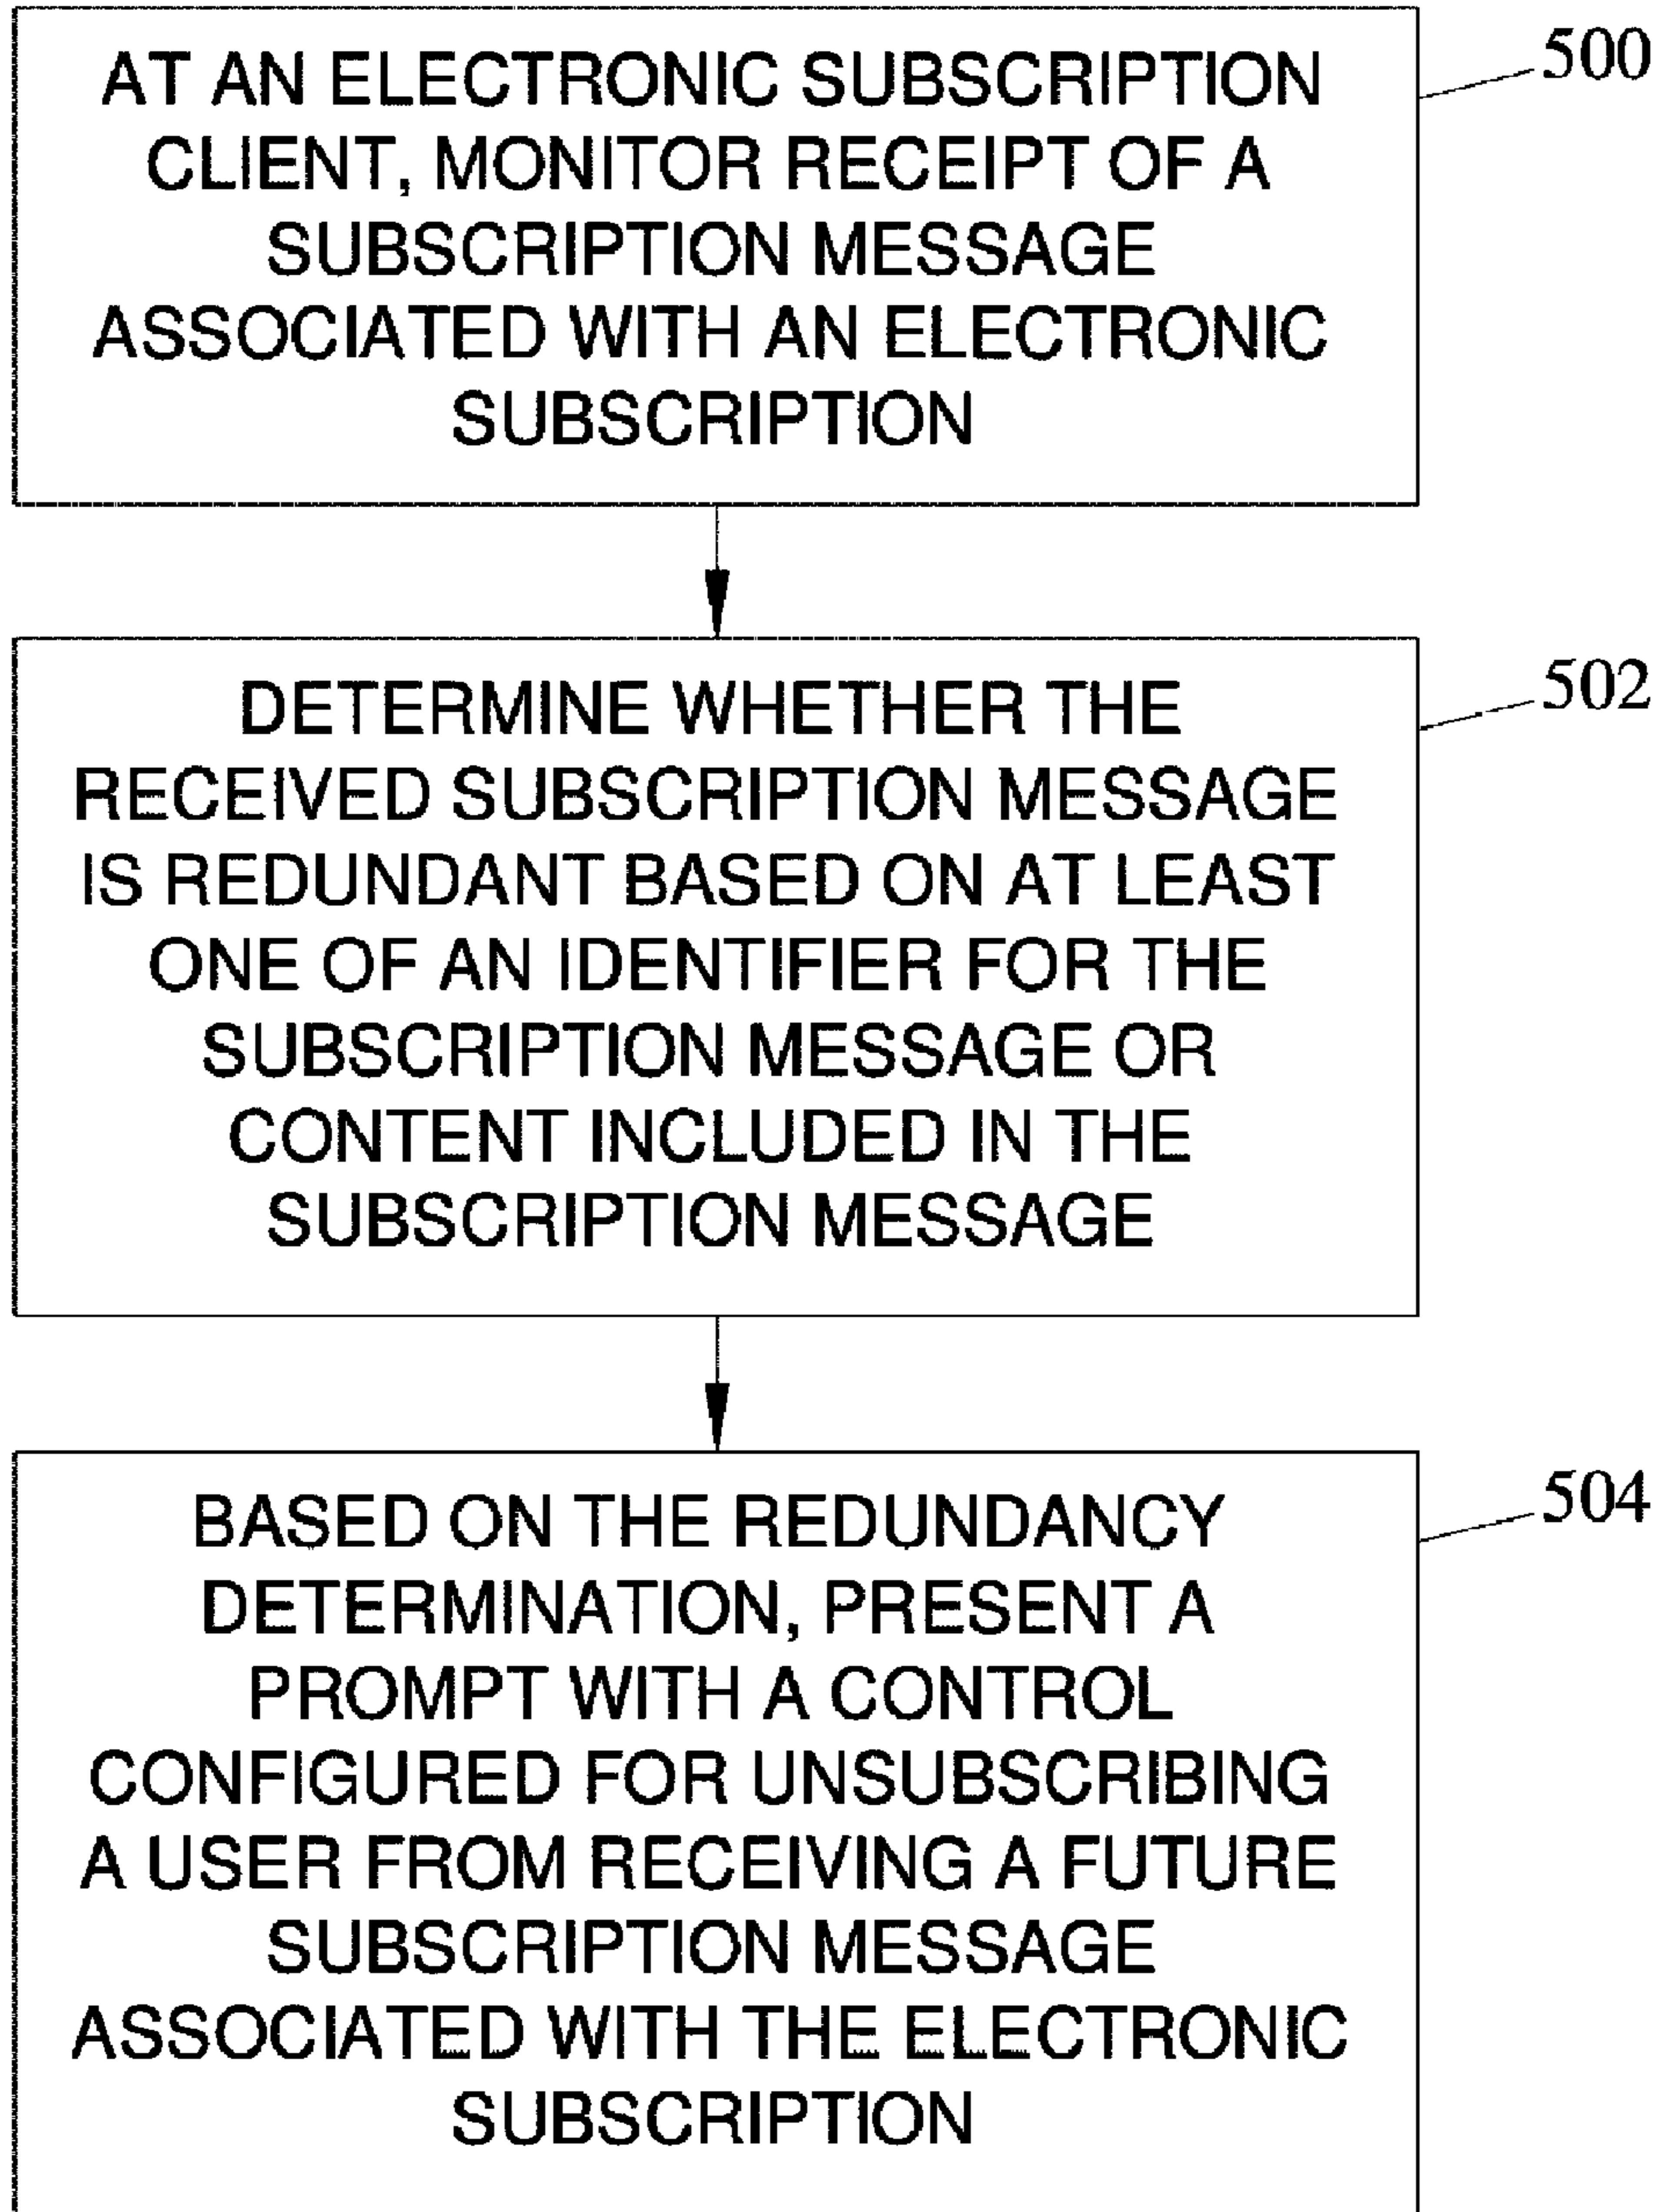 AT AN ELECTRONIC SUBSCRIPTION
CLIENT, MONITOR RECEIPT OF A
SUBSCRIPTION MESSAGE
ASSOCIATED WITH AN ELECTRONIC
SUBSCRIPTION
500
DETERMINE WHETHER THE
RECEIVED SUBSCRIPTION MESSAGE
IS REDUNDANT BASED ON AT LEAST
ONE OF AN IDENTIFIER FOR THE
SUBSCRIPTION MESSAGE OR
CONTENT INCLUDED IN THE
SUBSCRIPTION MESSAGE
502
BASED ON THE REDUNDANCY
DETERMINATION, PRESENT A
PROMPT WITH A CONTROL
CONFIGURED FOR UNSUBSCRIBING
A USER FROM RECEIVING A FUTURE
SUBSCRIPTION MESSAGE
ASSOCIATED WITH THE ELECTRONIC
SUBSCRIPTION
504